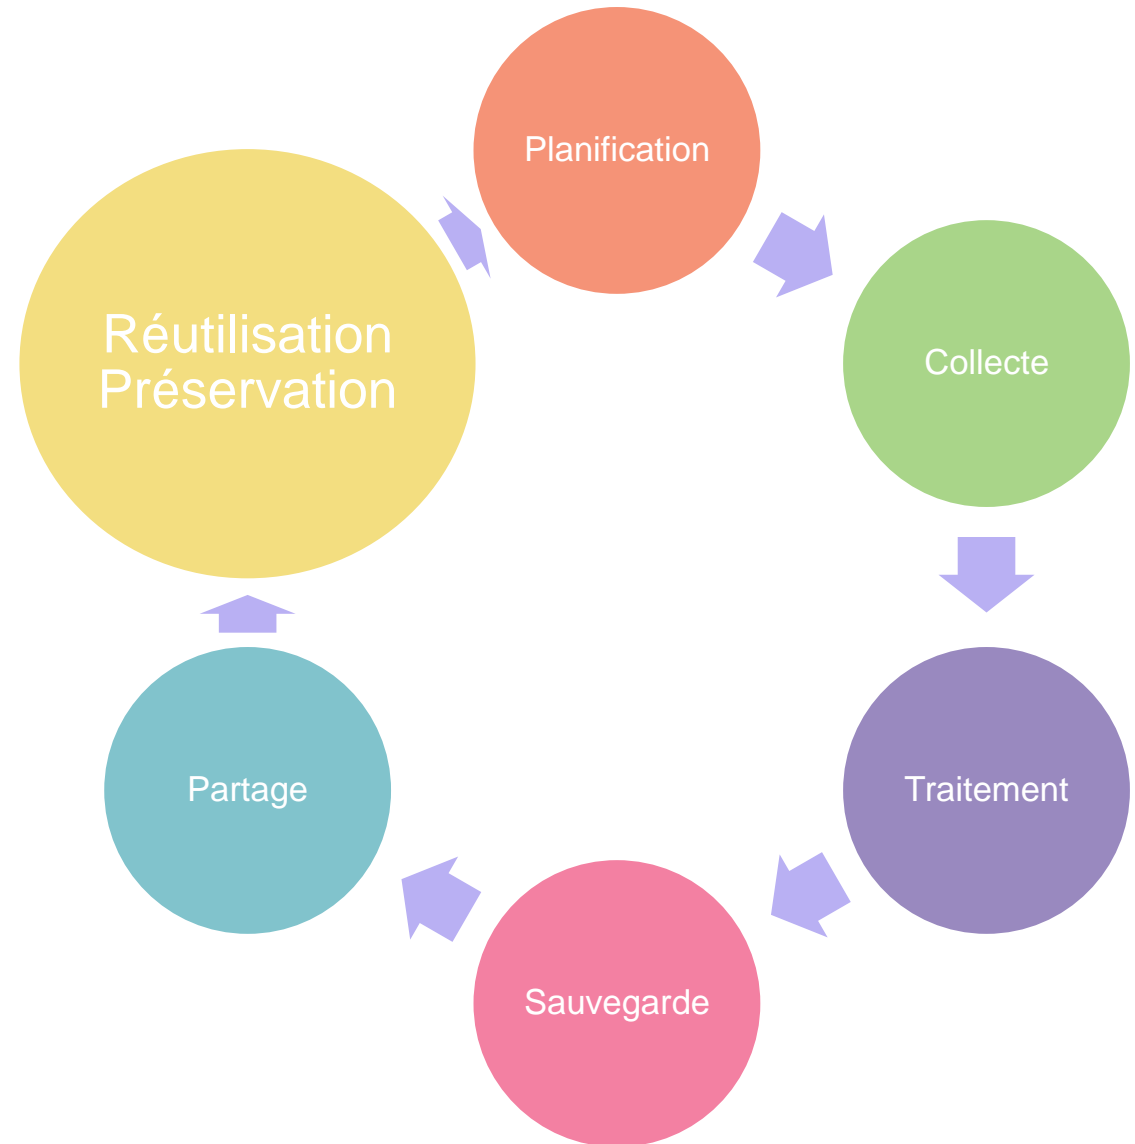 Planification
Collecte
Traitement
Sauvegarde
Partage
Réutilisation
Préservation